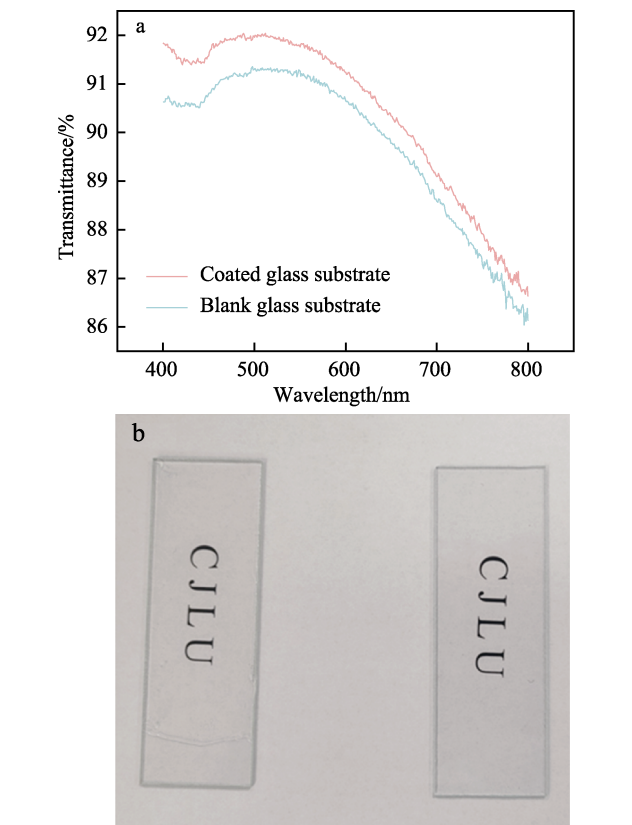 a
92
91
90
89
88
87
86
Transmittance/%
Coated glass substrate
Blank glass substrate
400 500 600 700 800
Wavelength/nm
b
CJLU
CJLU